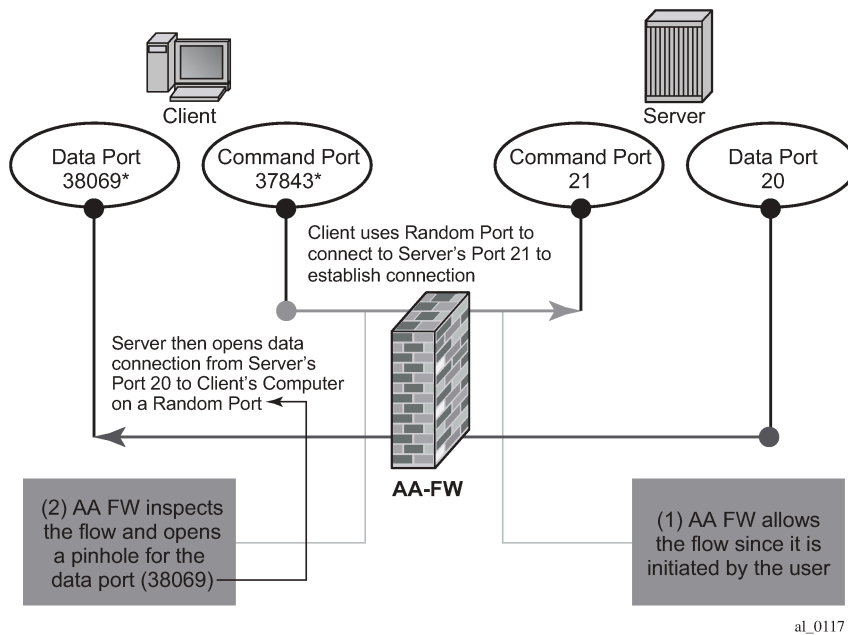 Client
Server
Data Port
38069*
Command Port
37843*
Command Port
21
Data Port
20
Client uses Random Port to
connect to Server's Port 21 to
establish connection
Server then opens data
connection from Server's
Port 20 to Client's Computer
on a Random Port
AA-FW
(2) AA FW inspects
the flow and opens
a pinhole for the
data port (38069)
(1) AA FW allows
the flow since it is
initiated by the user
al_0117